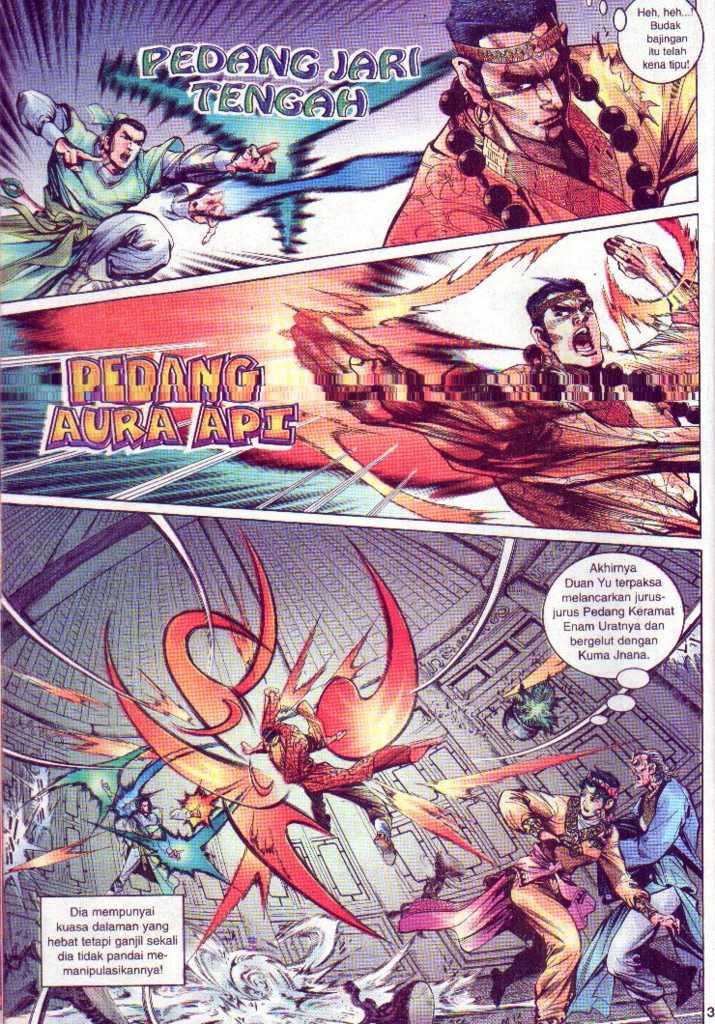 Heh, heh...!
Budak
bajingan
itu telah
kena tipu!
PEDANG JARI
TENGAH
PEDANG
AURA API
Akhirnya
Duan Yu terpaksa
melancarkan jurus-
jurus Pedang Keramat
Enam Uratnya dan
bergelut dengan
Kuma Jnana.
Dia mempunyai
kuasa dalaman yang
hebat tetapi ganjil sekali
dia tidak pandai me-
manipulasikannya!
3